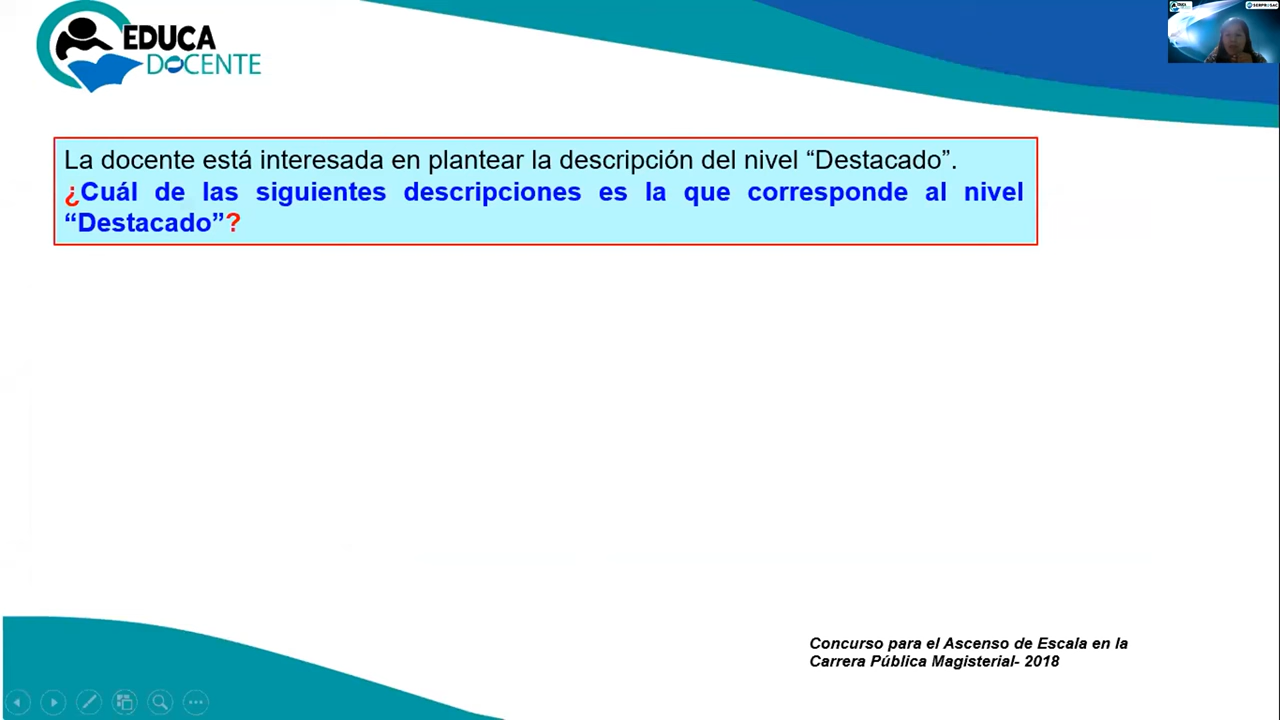 EDUCA
DOCENTE
La docente está interesada en plantear la descripción del nivel “Destacado”.
¿Cuál de las siguientes descripciones es la que corresponde al nivel
“Destacado”?
Concurso para el Ascenso de Escala en la
Carrera Pública Magisterial- 2018